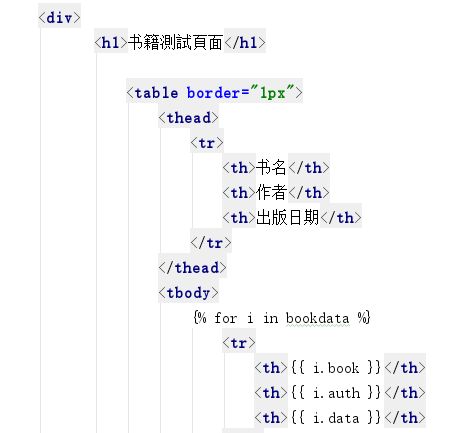 <div>
<h1>书籍測試頁面</h1>
<table border="1px">
<thead>
<tr>
<th>书名</th>
<th>作者</th>
<th>出版日期</th>
</tr>
</thead>
<tbody>
{% for i in bookdata %}
<tr>
<th>{{ i.book }}</th>
<th>{{ i.auth }}</th>
<th>{{ i.data }}</th>